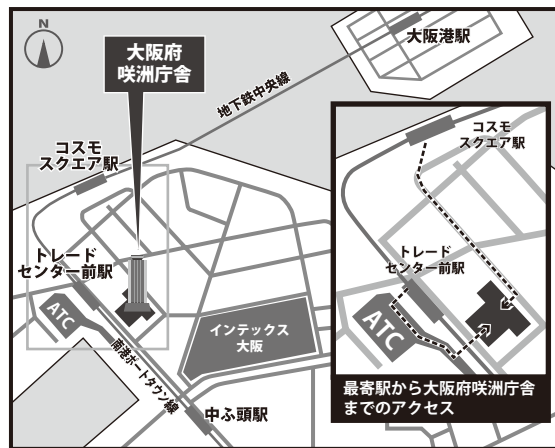 N
大阪府
咲洲庁舎
大阪港駅
地下鉄中央線
コスモ
スクエア駅
トレード
センター前駅
ATC
インテックス
大阪
南港ポートタウン線
中ふ頭駅
コスモ
スクエア駅
トレード
センター前駅
ATC
最寄駅から大阪府咲洲庁舎
までのアクセス